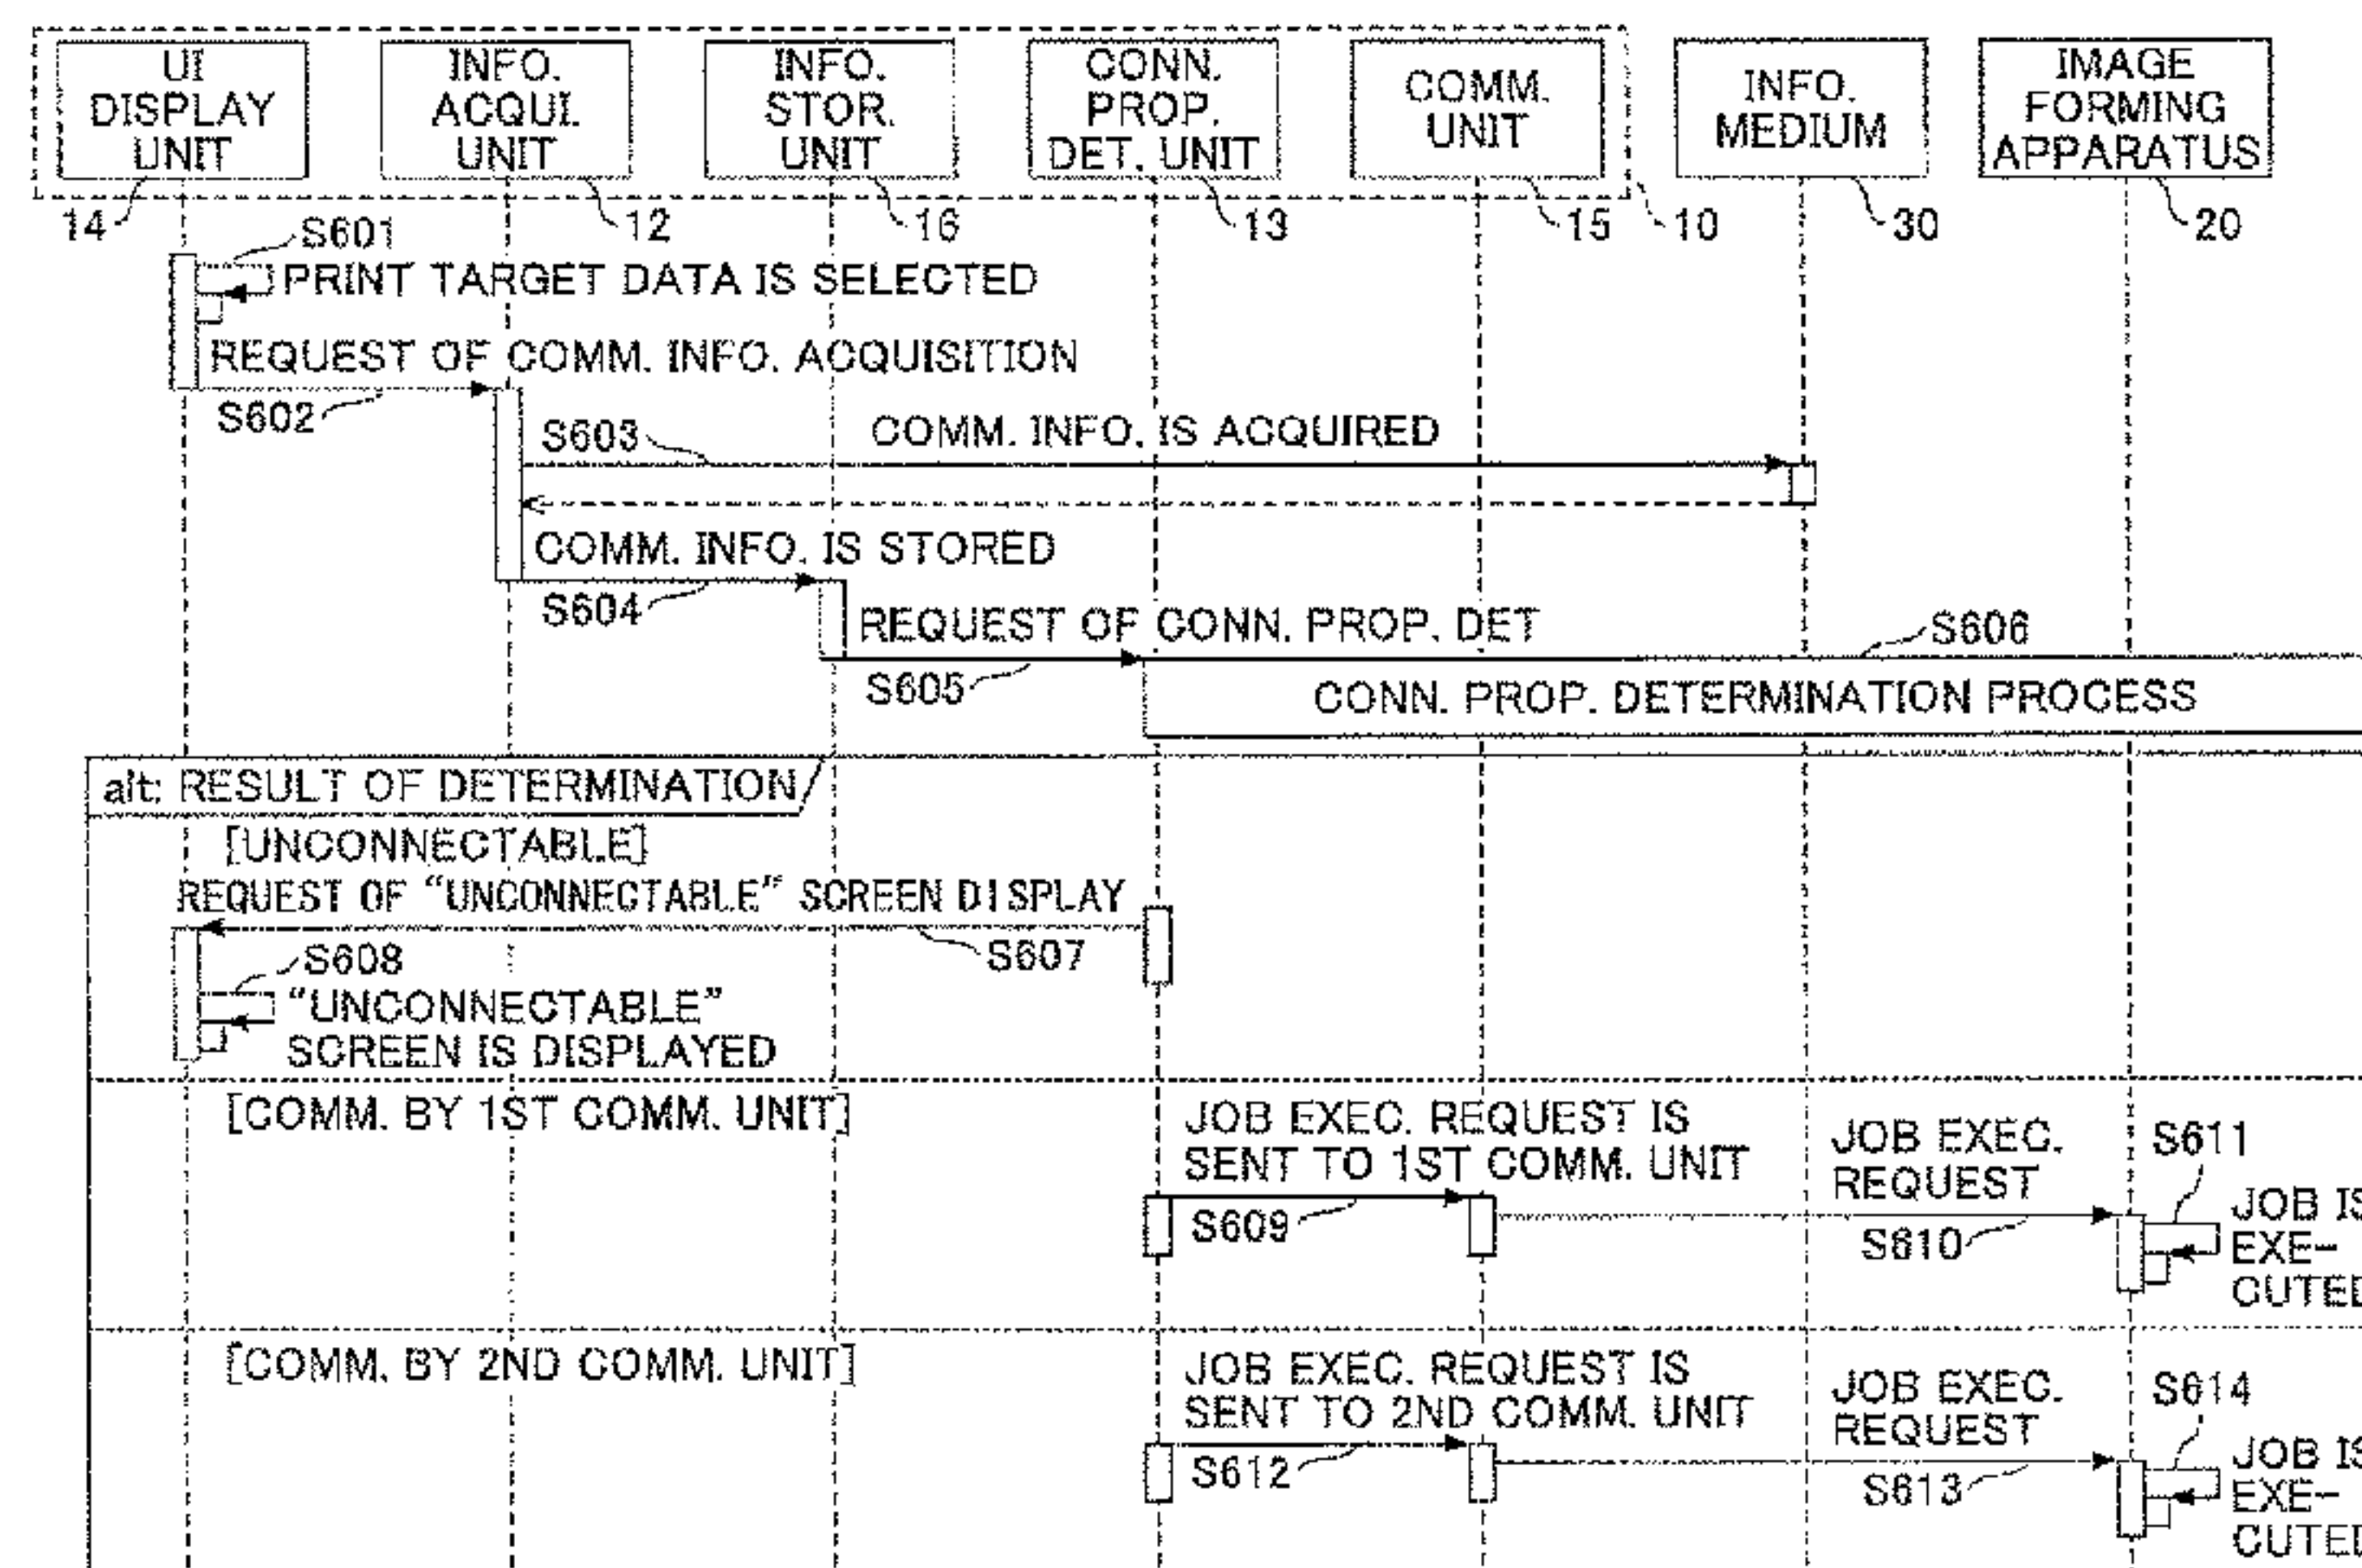 UI
DISPLAY
UNIT
INFO.
ACQUI.
UNIT
INFO.
STOR.
UNIT
CONN.
PROP.
DET. UNIT
COMM.
UNIT
INFO.
MEDIUM
IMAGE
FORMING
APPARATUS
14
12
16
13
15
10
30
20
S601
PRINT TARGET DATA IS SELECTED
REQUEST OF COMM. INFO. ACQUISITION
S602
S603
COMM. INFO. IS ACQUIRED
COMM. INFO. IS STORED
S604
REQUEST OF CONN. PROP. DET
S605
S606
CONN. PROP. DETERMINATION PROCESS
alt: RESULT OF DETERMINATION
[UNCONNECTABLE]
REQUEST OF “UNCONNECTABLE” SCREEN DISPLAY
S607
S608
“UNCONNECTABLE”
SCREEN IS DISPLAYED
[COMM. BY 1ST COMM. UNIT]
JOB EXEC. REQUEST IS
SENT TO 1ST COMM. UNIT
S609
JOB EXEC.
REQUEST
S610
S611
JOB IS
EXE-
CUTED
[COMM. BY 2ND COMM. UNIT]
JOB EXEC. REQUEST IS
SENT TO 2ND COMM. UNIT
S612
JOB EXEC.
REQUEST
S613
S614
JOB IS
EXE-
CUTED